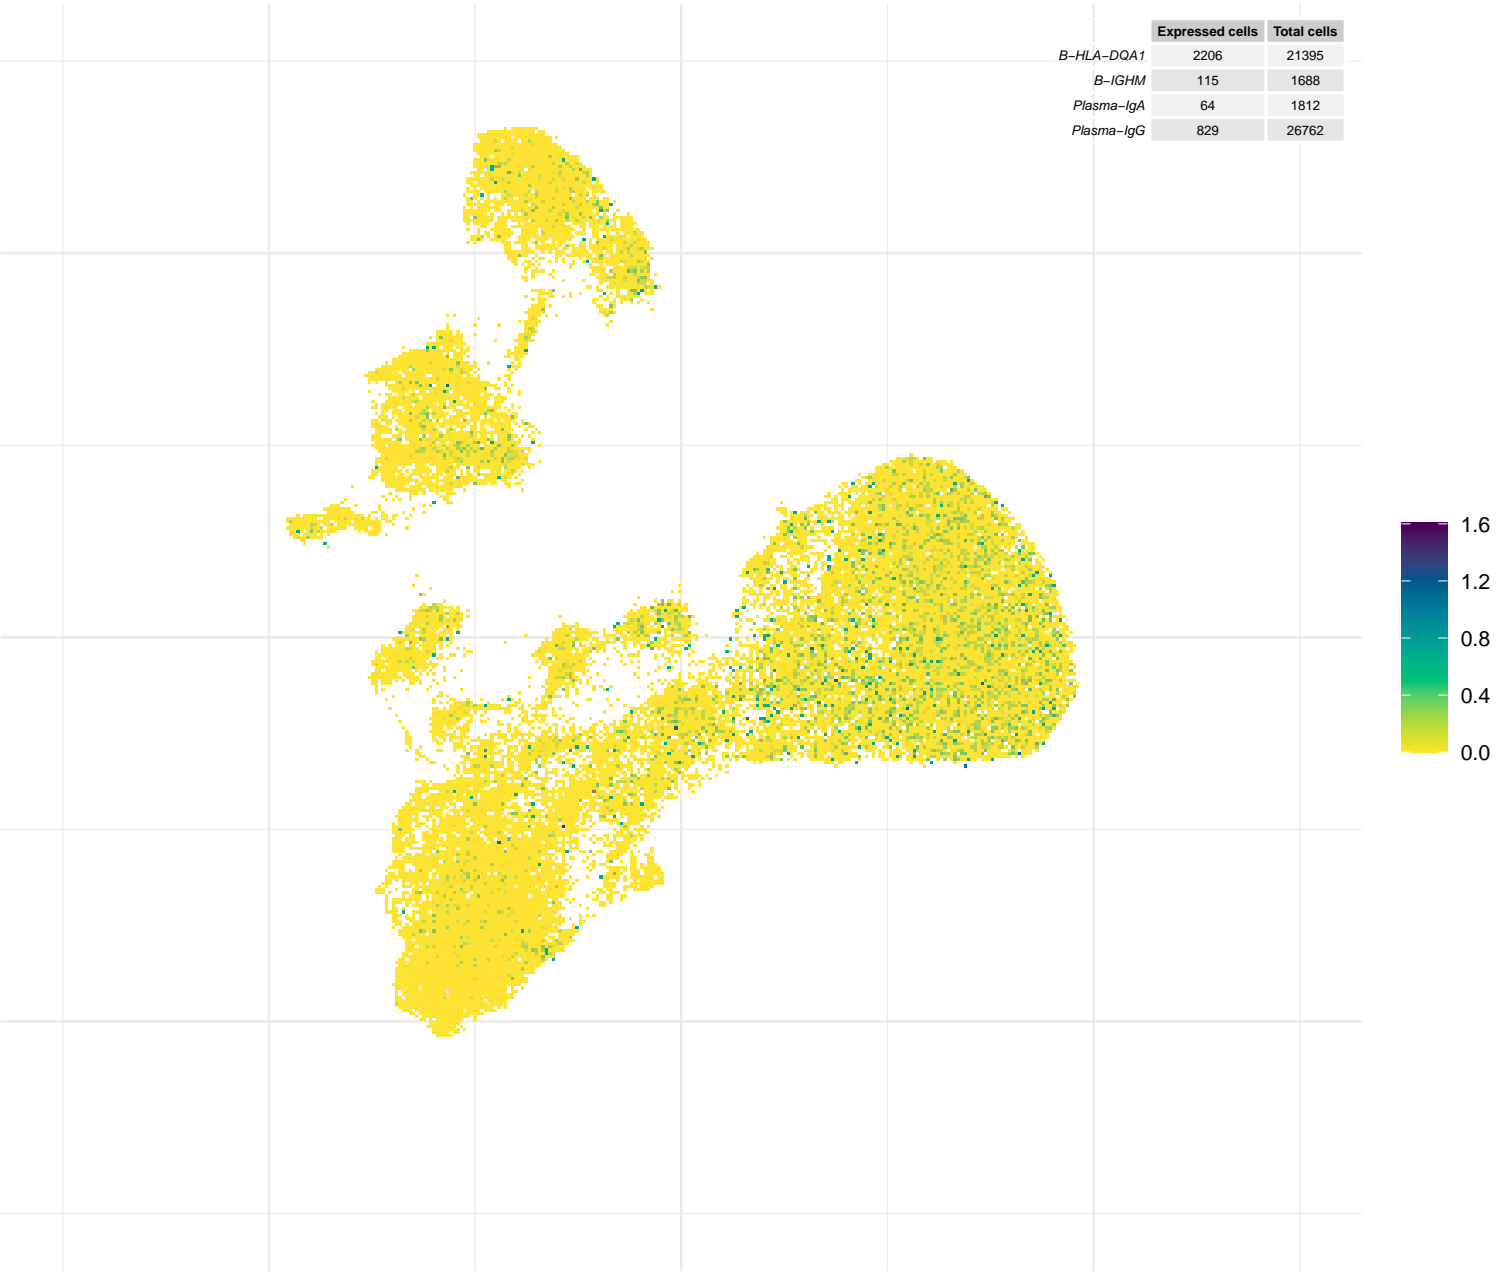 Expressed cells Total cells
B−HLA−DQA1 2206 21395
B−IGHM 115 1688
Plasma−IgA 64 1812
Plasma−IgG 829 26762
1.6
1.2
0.8
0.4
0.0